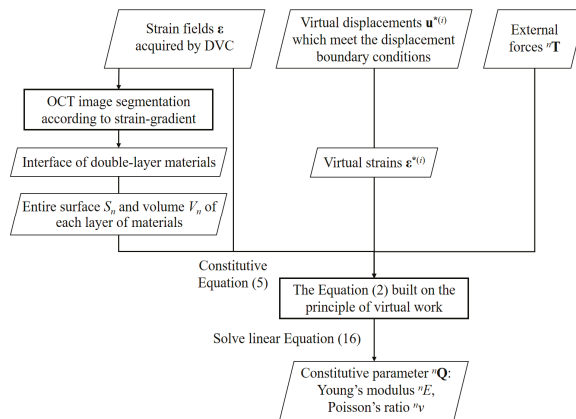 Strain fields ε
acquired by DVC
Virtual displacements u*(i)
which meet the displacement
boundary conditions
External
forces ⁿT
OCT image segmentation
according to strain-gradient
Interface of double-layer materials
Virtual strains ε*(i)
Entire surface Sₙ and volume Vₙ of
each layer of materials
Constitutive
Equation (5)
The Equation (2) built on the
principle of virtual work
Solve linear Equation (16)
Constitutive parameter ⁿQ:
Young's modulus ⁿE,
Poisson's ratio ⁿv